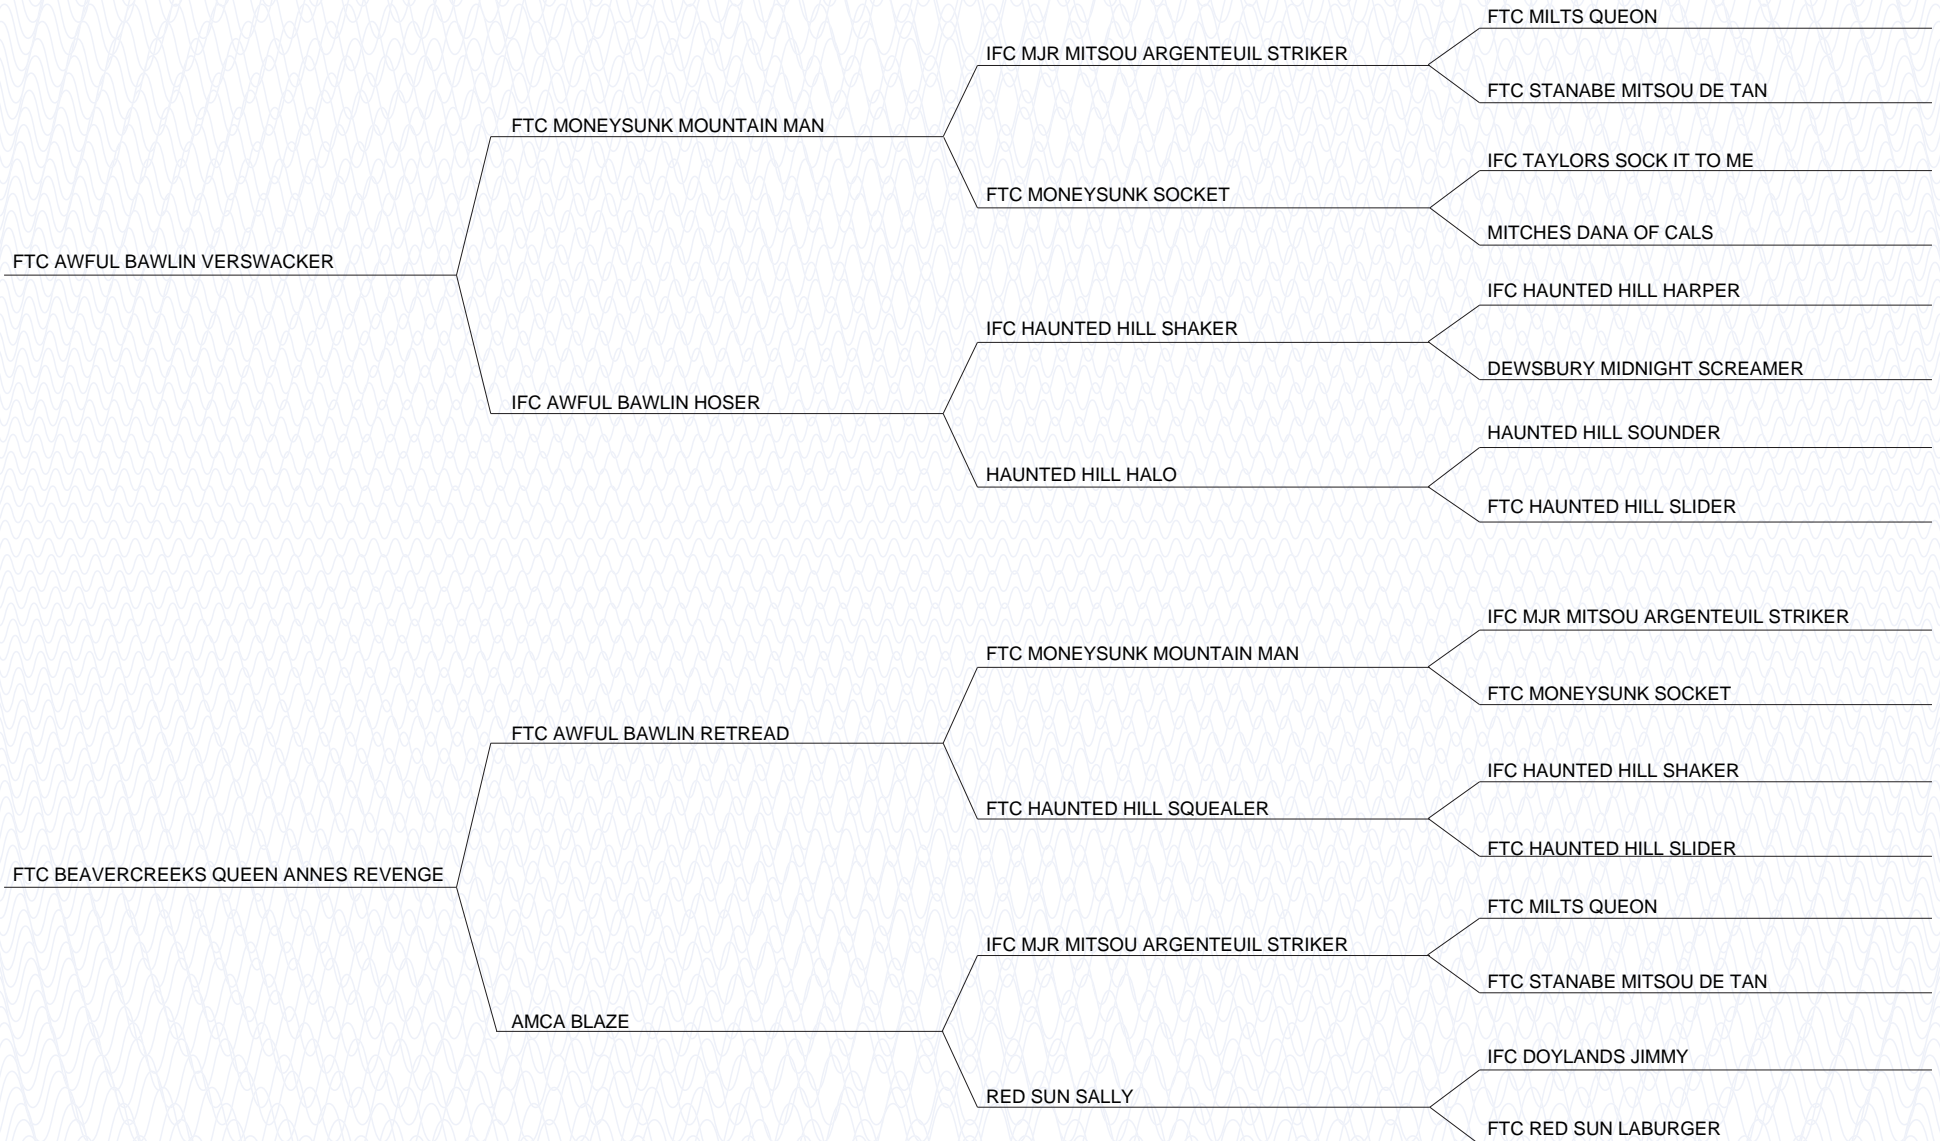 FTC MILTS QUEON
IFC MJR MITSOU ARGENTEUIL STRIKER
FTC STANABE MITSOU DE TAN
FTC MONEYSUNK MOUNTAIN MAN
IFC TAYLORS SOCK IT TO ME
FTC MONEYSUNK SOCKET
MITCHES DANA OF CALS
FTC AWFUL BAWLIN VERSWACKER
IFC HAUNTED HILL HARPER
IFC HAUNTED HILL SHAKER
DEWSBURY MIDNIGHT SCREAMER
IFC AWFUL BAWLIN HOSER
HAUNTED HILL SOUNDER
HAUNTED HILL HALO
FTC HAUNTED HILL SLIDER
IFC MJR MITSOU ARGENTEUIL STRIKER
FTC MONEYSUNK MOUNTAIN MAN
FTC MONEYSUNK SOCKET
FTC AWFUL BAWLIN RETREAD
IFC HAUNTED HILL SHAKER
FTC HAUNTED HILL SQUEALER
FTC HAUNTED HILL SLIDER
FTC BEAVERCREEKS QUEEN ANNES REVENGE
FTC MILTS QUEON
IFC MJR MITSOU ARGENTEUIL STRIKER
FTC STANABE MITSOU DE TAN
AMCA BLAZE
IFC DOYLANDS JIMMY
RED SUN SALLY
FTC RED SUN LABURGER